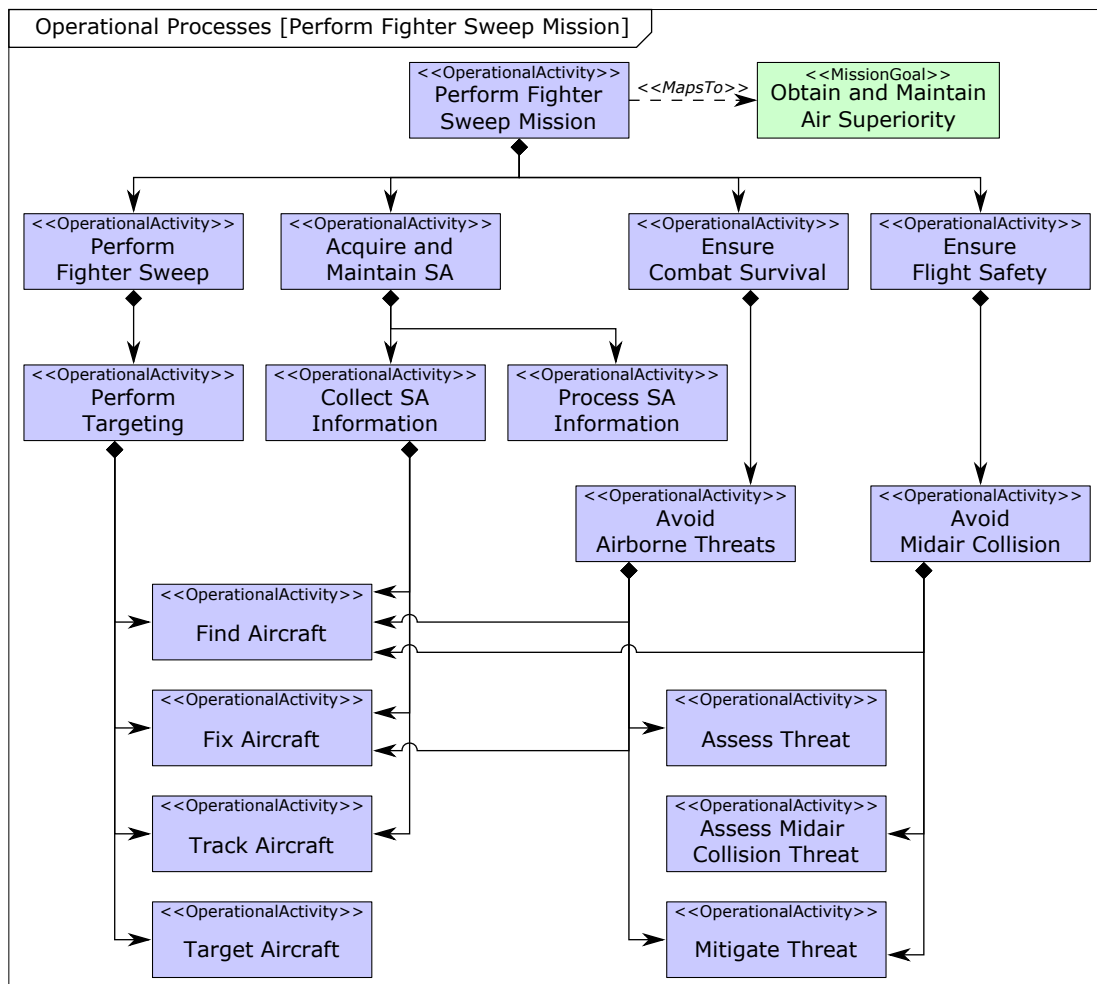 Operational Processes [Perform Fighter Sweep Mission]
<<OperationalActivity>>
Perform Fighter
Sweep Mission
<<MapsTo>>
<<MissionGoal>>
Obtain and Maintain
Air Superiority
<<OperationalActivity>>
Perform
Fighter Sweep
<<OperationalActivity>>
Acquire and
Maintain SA
<<OperationalActivity>>
Ensure
Combat Survival
<<OperationalActivity>>
Ensure
Flight Safety
<<OperationalActivity>>
Perform
Targeting
<<OperationalActivity>>
Collect SA
Information
<<OperationalActivity>>
Process SA
Information
<<OperationalActivity>>
Avoid
Airborne Threats
<<OperationalActivity>>
Avoid
Midair Collision
<<OperationalActivity>>
Find Aircraft
<<OperationalActivity>>
Fix Aircraft
<<OperationalActivity>>
Assess Threat
<<OperationalActivity>>
Track Aircraft
<<OperationalActivity>>
Assess Midair
Collision Threat
<<OperationalActivity>>
Target Aircraft
<<OperationalActivity>>
Mitigate Threat